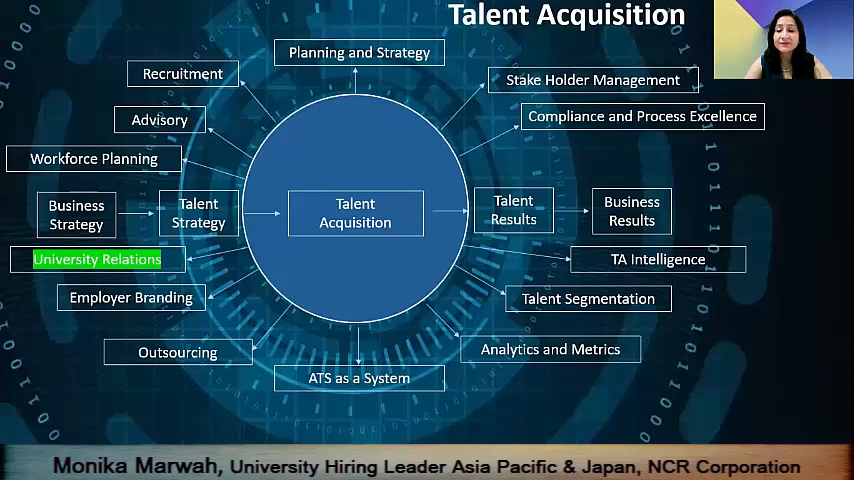 Talent Acquisition
Planning and Strategy
Recruitment
Stake Holder Management
Advisory
Compliance and Process Excellence
Workforce Planning
Business
Strategy
Talent
Strategy
Talent
Acquisition
Talent
Results
Business
Results
University Relations
TA Intelligence
Employer Branding
Talent Segmentation
Outsourcing
Analytics and Metrics
ATS as a System
Monika Marwah, University Hiring Leader Asia Pacific & Japan, NCR Corporation